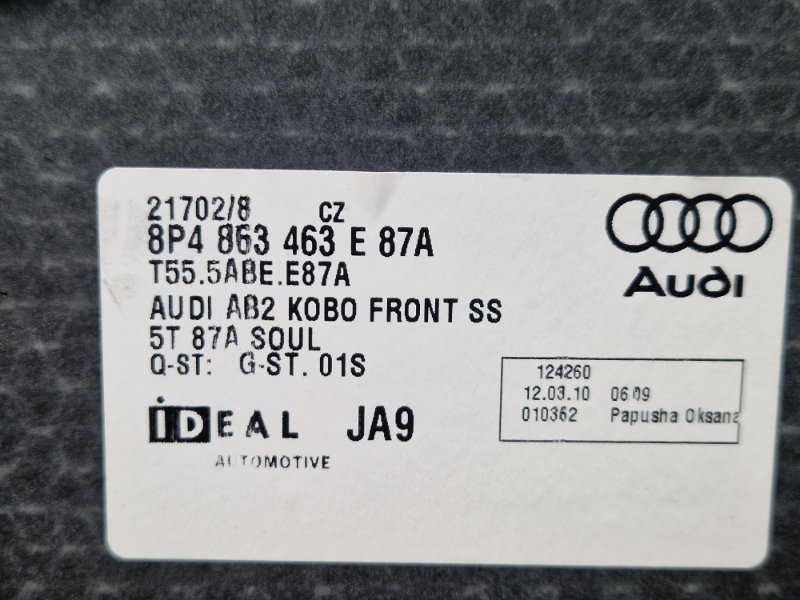 21702/8 CZ
8P4 863 463 E 87A
T55.5ABE.E87A
AUDI AB2 KOBO FRONT SS
5T 87A SOUL
Q-ST: G-ST. 01S
iDEAL JA9
AUTOMOTIVE
Audi
124260
12.03.10 06:09
010362 Papusha Oksana